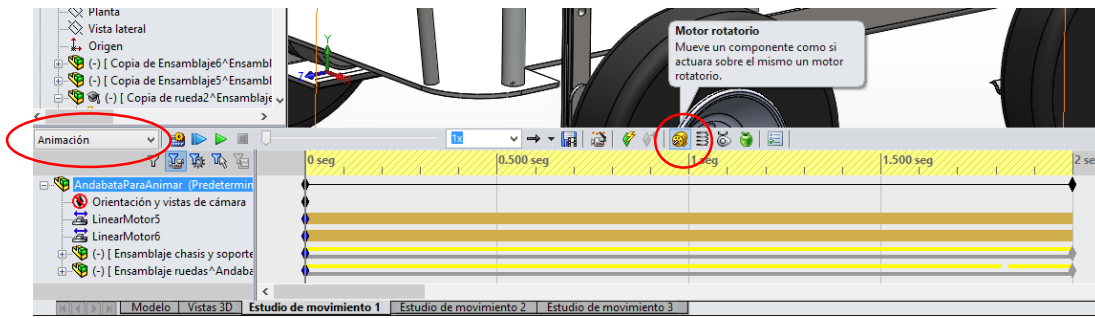 Planta
Vista lateral
Origen
(-) [ Copia de Ensamblaje6^Ensambl
(-) [ Copia de Ensamblaje5^Ensambl
(-) [ Copia de rueda2^Ensamblaje
Y
Z
Motor rotatorio
Mueve un componente como si
actuara sobre el mismo un motor
rotatorio.
Animación
1x
0 seg
0.500 seg
1 seg
1.500 seg
2 se
AndabataParaAnimar (Predetermin
Orientación y vistas de cámara
LinearMotor5
LinearMotor6
(-) [ Ensamblaje chasis y soporte
(-) [ Ensamblaje ruedas^Andaba
Modelo
Vistas 3D
Estudio de movimiento 1
Estudio de movimiento 2
Estudio de movimiento 3